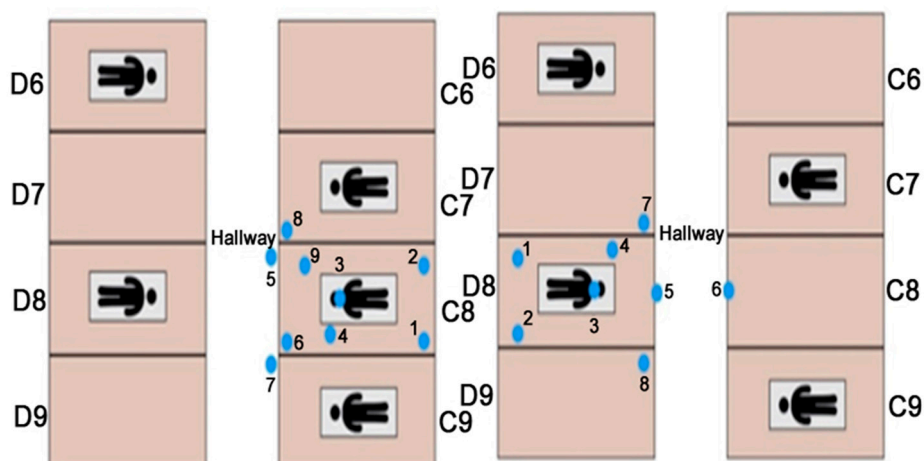 D6 D6 C6
C6
D7 D7 C7
C7
8 7
Hallway Hallway
5 9 3 2 1 4
D8 D8 C8
C8
5 6
6 4 1 2 3
7 8
D9 D9 C9
C9